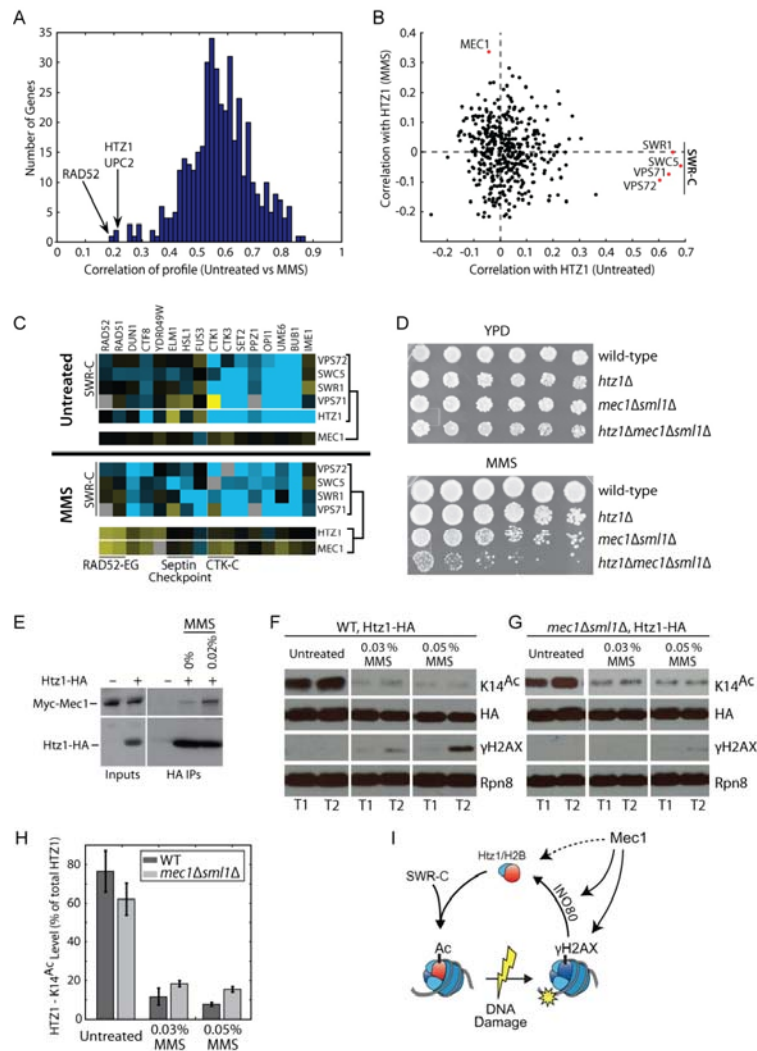 A
Number of Genes
35
30
25
20
15
10
5
0
RAD52
HTZ1
UPC2
0
0.1
0.2
0.3
0.4
0.5
0.6
0.7
0.8
0.9
1
Correlation of profile (Untreated vs MMS)
B
Correlation with HTZ1 (MMS)
0.4
0.3
0.2
0.1
0
-0.1
-0.2
MEC1
SWR1
SWC5
VPS71
VPS72
SWR-C
-0.3 -0.2 -0.1 0 0.1 0.2 0.3 0.4 0.5 0.6 0.7
Correlation with HTZ1 (Untreated)
C
RAD52
RAD51
DUN1
CTF8
YDR049W
ELM1
HSL1
FUS3
CTK1
CTK3
SET2
PPZ1
OPI1
UME6
BUB1
IME1
Untreated
SWR-C
VPS72
SWC5
SWR1
VPS71
HTZ1
MEC1
MMS
SWR-C
VPS72
SWC5
SWR1
VPS71
HTZ1
MEC1
RAD52-EG
Septin
Checkpoint
CTK-C
D
YPD
wild-type
htz1Δ
mec1Δsml1Δ
htz1Δmec1Δsml1Δ
MMS
wild-type
htz1Δ
mec1Δsml1Δ
htz1Δmec1Δsml1Δ
E
MMS
0%
0.02%
Htz1-HA
– + – + +
Myc-Mec1
Htz1-HA
Inputs
HA IPs
F
WT, Htz1-HA
Untreated
0.03%
MMS
0.05%
MMS
K14Ac
HA
γH2AX
Rpn8
T1 T2 T1 T2 T1 T2
G
mec1Δsml1Δ, Htz1-HA
Untreated
0.03%
MMS
0.05%
MMS
K14Ac
HA
γH2AX
Rpn8
T1 T2 T1 T2 T1 T2
H
HTZ1 - K14Ac Level (% of total HTZ1)
80
60
40
20
0
WT
mec1Δsml1Δ
Untreated
0.03%
MMS
0.05%
MMS
I
Mec1
Htz1/H2B
SWR-C
INO80
Ac
γH2AX
DNA
Damage